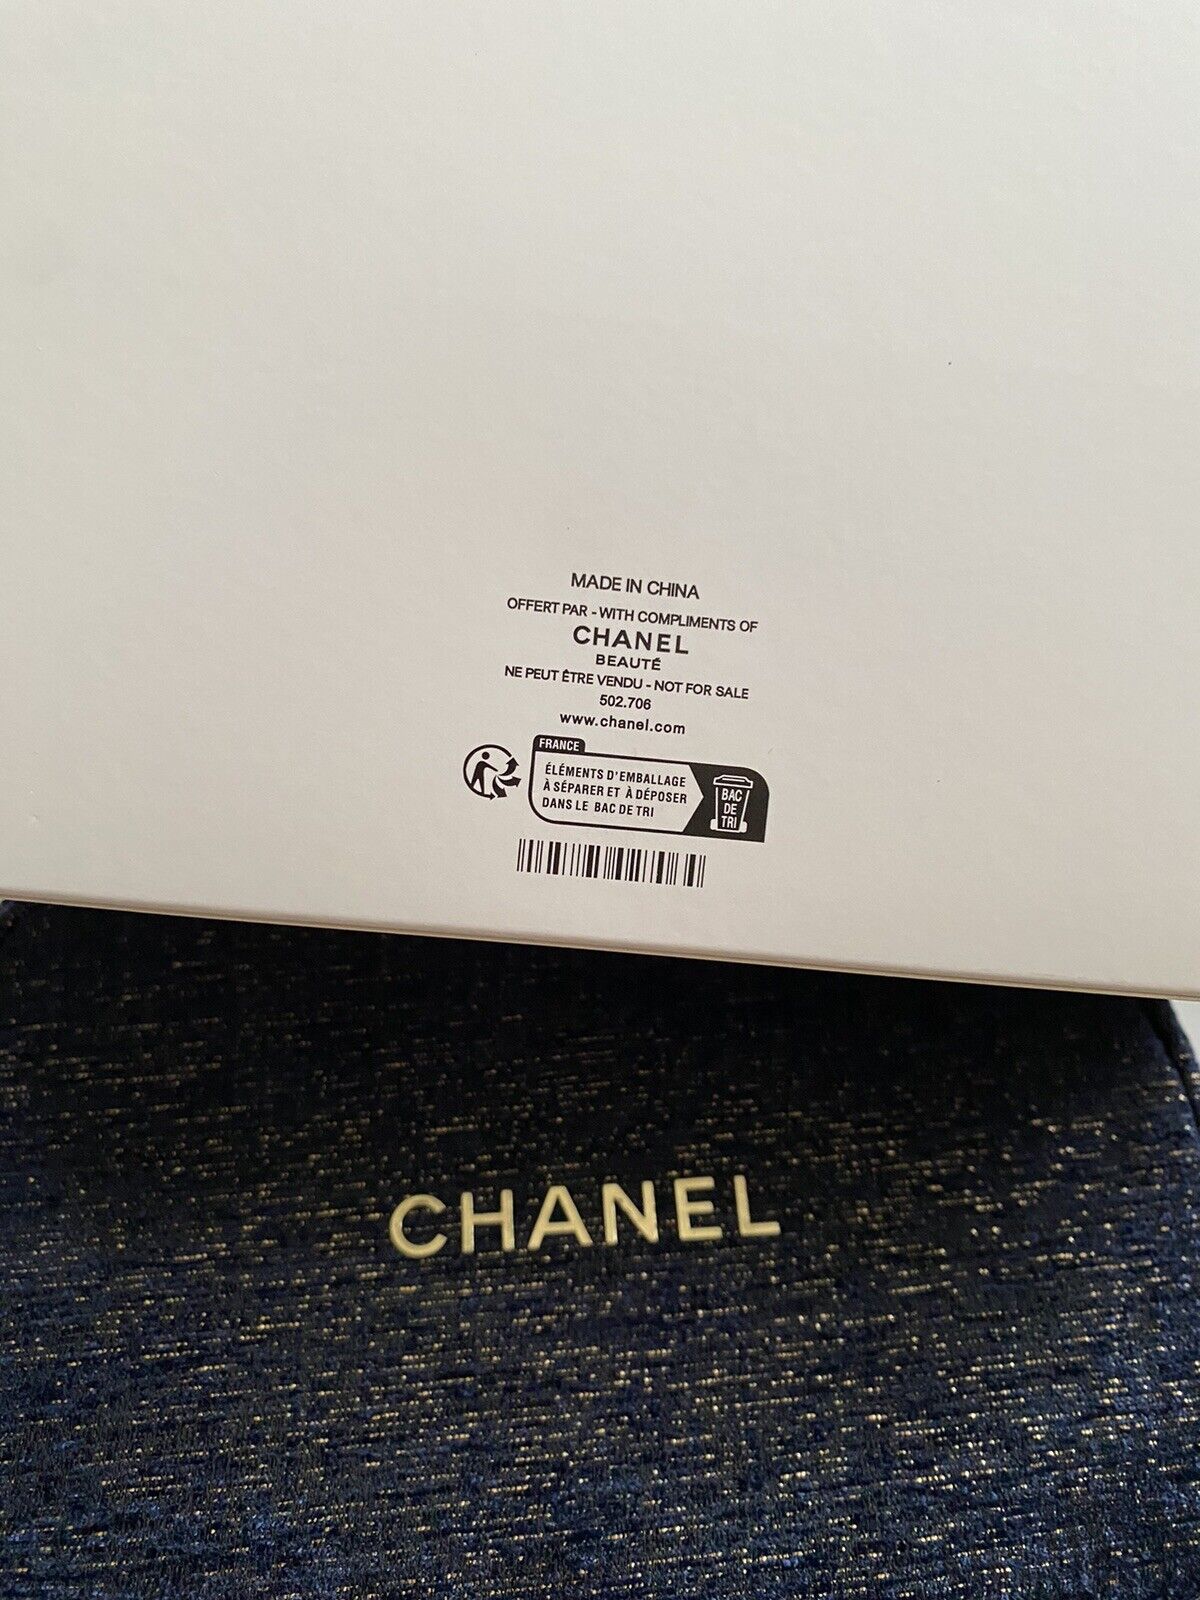 MADE IN CHINA
OFFERT PAR - WITH COMPLIMENTS OF
CHANEL
BEAUTÉ
NE PEUT ÊTRE VENDU - NOT FOR SALE
502.706
www.chanel.com
FRANCE
ÉLÉMENTS D'EMBALLAGE
À SÉPARER ET À DÉPOSER
DANS LE BAC DE TRI
BAC
DE
TRI
CHANEL